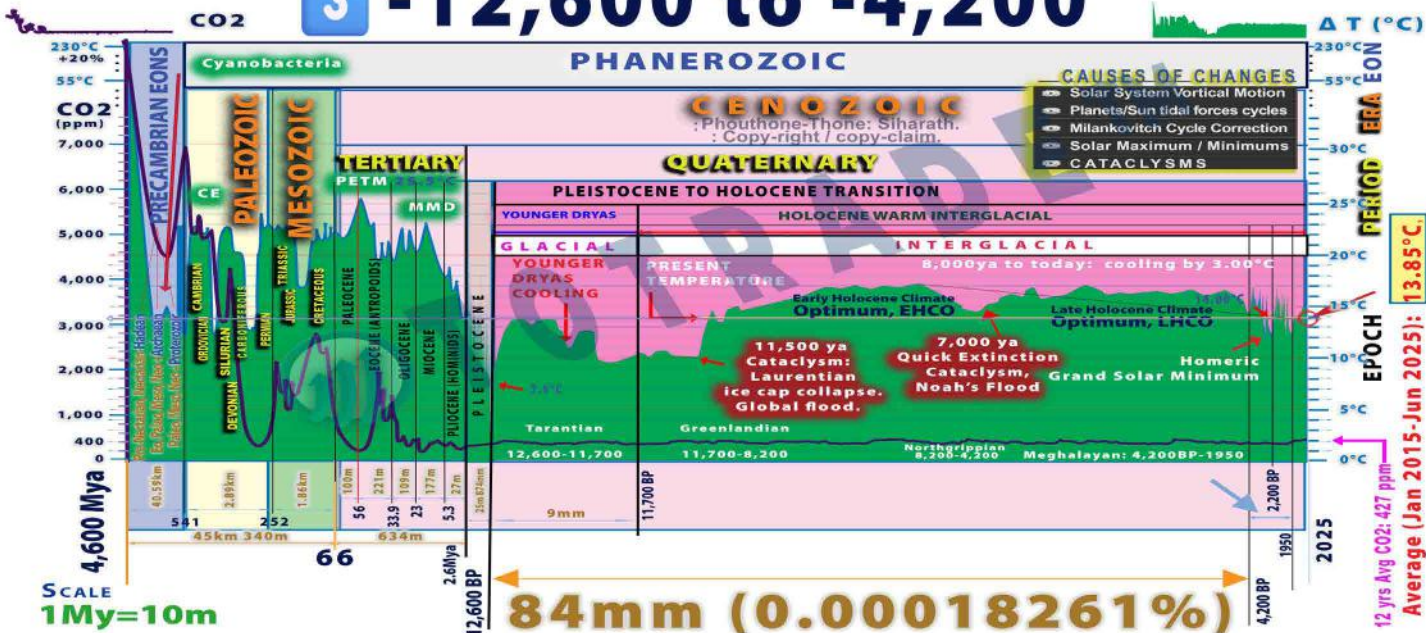 3 -12,600 to -4,200
CO2
Δ T (°C)
230°C
+20%
55°C
CO2
(ppm)
7,000
6,000
5,000
4,000
3,000
2,000
1,000
400
0
PRECAMBRIAN EONS
Cyanobacteria
PHANEROZOIC
230°C
55°C
30°C
25°C
20°C
15°C
10°C
5°C
0°C
EON
ERA
PERIOD
EPOCH
CAUSES OF CHANGES
Solar System Vortical Motion
Planets/Sun tidal forces cycles
Milankovitch Cycle Correction
Solar Maximum / Minimums
CATACLYSMS
PALEOZOIC
MESOZOIC
CENOZOIC
:Phouthone-Thone: Siharath.
: Copy-right / copy-claim.
TERTIARY
QUATERNARY
CE
PETM 25.5°C
MMD
PLEISTOCENE TO HOLOCENE TRANSITION
YOUNGER DRYAS
HOLOCENE WARM INTERGLACIAL
GLACIAL
INTERGLACIAL
YOUNGER
DRYAS
COOLING
PRESENT
TEMPERATURE
8,000ya to today: cooling by 3.00°C
14.00°C
Early Holocene Climate
Optimum, EHCO
Late Holocene Climate
Optimum, LHCO
11,500 ya
Cataclysm:
Laurentian
ice cap collapse.
Global flood.
7,000 ya
Quick Extinction
Cataclysm,
Noah's Flood
Homeric
Grand Solar Minimum
CAMBRIAN
ORDOVICIAN
SILURIAN
DEVONIAN
CARBONIFEROUS
PERMIAN
TRIASSIC
JURASSIC
CRETACEOUS
PALEOCENE
EOCENE (ANTROPOIDS)
OLIGOCENE
MIOCENE
PLIOCENE (HOMINIDS)
PLEISTOCENE
Tarantian
12,600-11,700
Greenlandian
11,700-8,200
Northgrippian
8,200-4,200
Meghalayan: 4,200BP-1950
40.59km
2.89km
1.86km
100m
221m
109m
177m
27m
25m874mm
9mm
11,700 BP
2,200 BP
4,600 Mya
541
252
66
56
33.9
23
5.3
2.6Mya
12,600 BP
4,200 BP
1950
2025
45km 340m
634m
SCALE
1My=10m
84mm (0.00018261%)
12 yrs Avg CO2: 427 ppm
Average (Jan 2015-Jun 2025): 13.85°C.